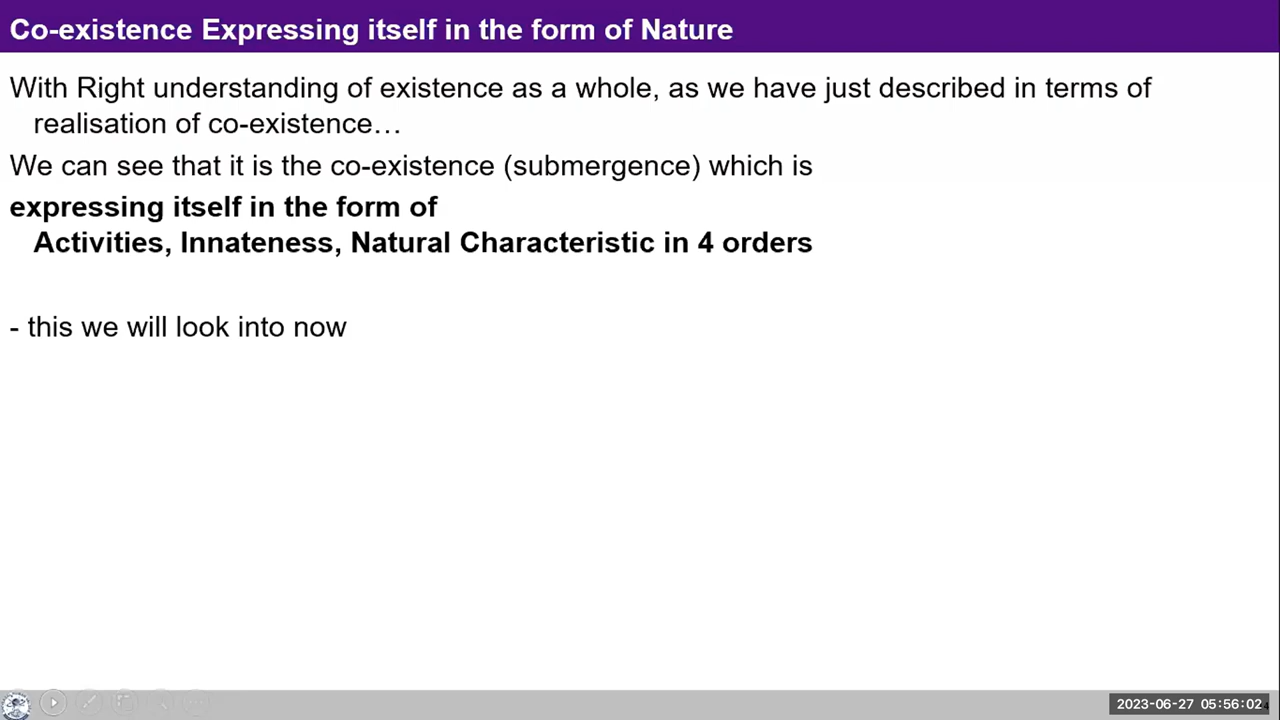 Co-existence Expressing itself in the form of Nature
With Right understanding of existence as a whole, as we have just described in terms of
realisation of co-existence…
We can see that it is the co-existence (submergence) which is
expressing itself in the form of
Activities, Innateness, Natural Characteristic in 4 orders
- this we will look into now
2023-06-27 05:56:02